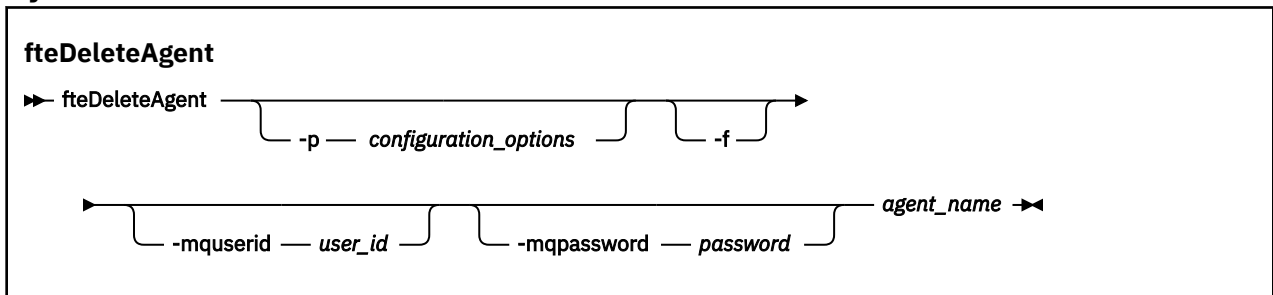 fteDeleteAgent
fteDeleteAgent
-p configuration_options -f
agent_name
-mquserid user_id -mqpassword password